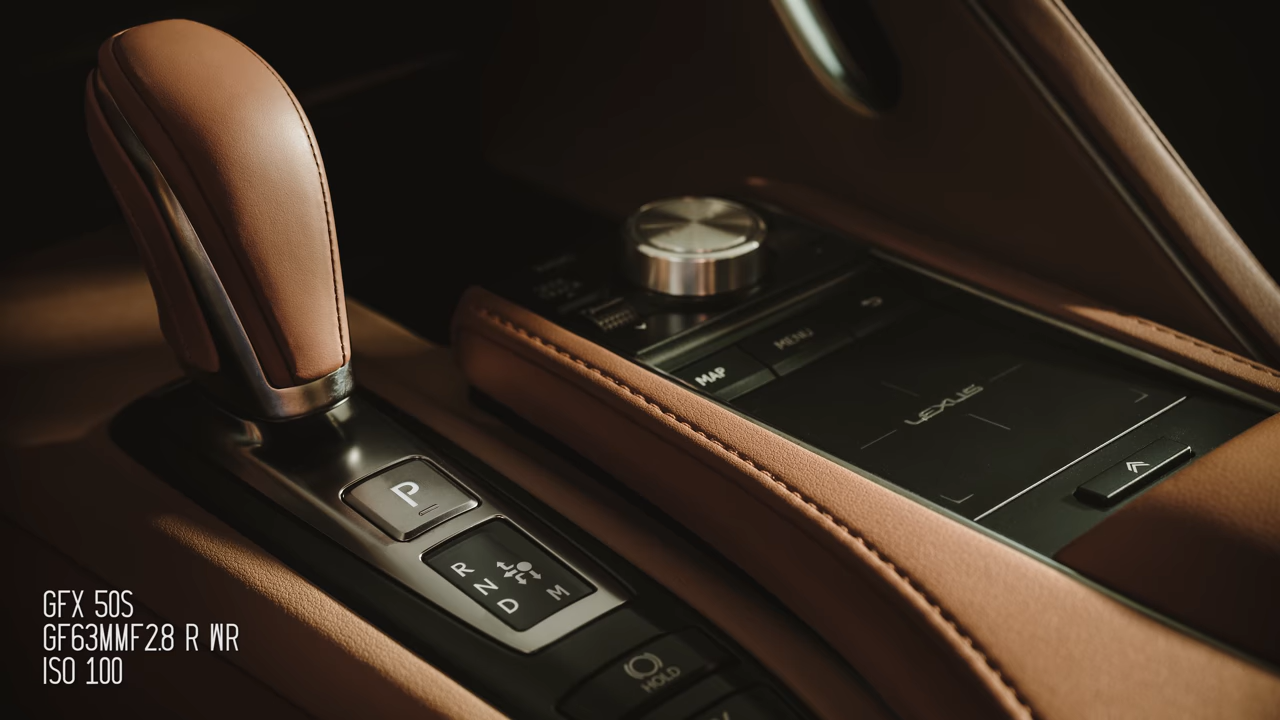 MENU
MAP
LEXUS
P
R
N
D
M
HOLD
GFX 50S
GF63MMF2.8 R WR
ISO 100